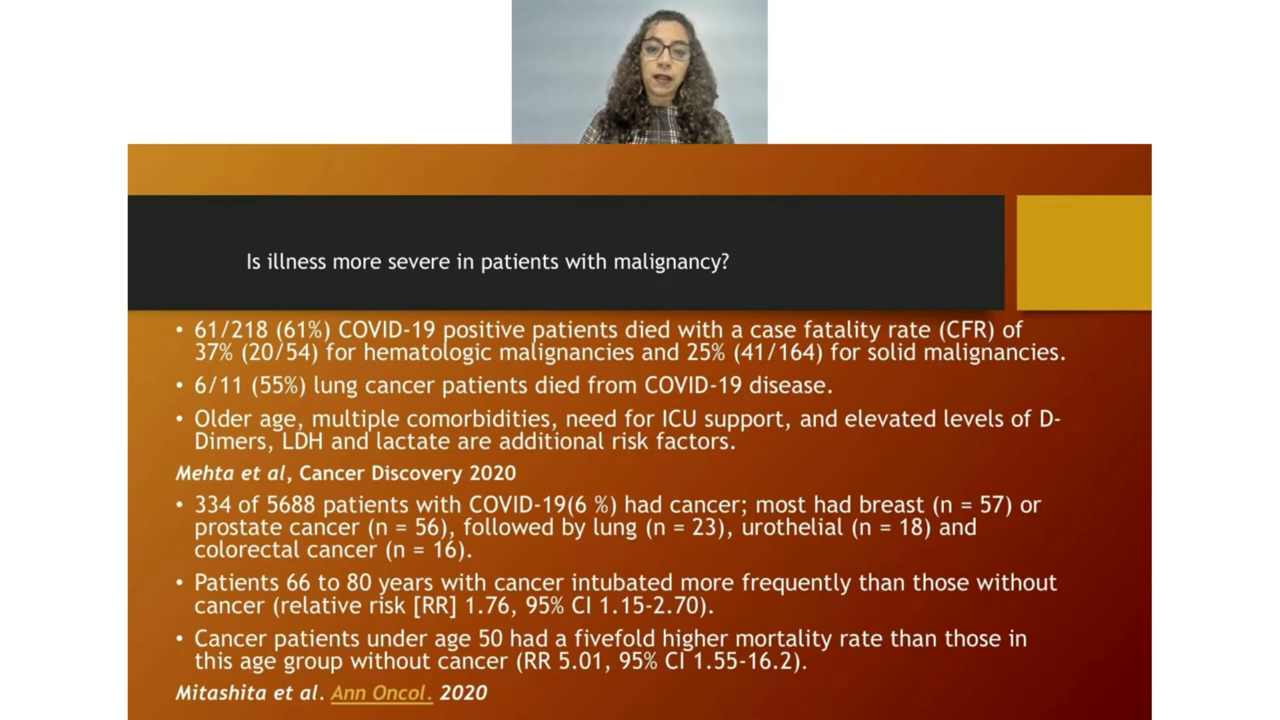 Is illness more severe in patients with malignancy?
• 61/218 (61%) COVID-19 positive patients died with a case fatality rate (CFR) of
37% (20/54) for hematologic malignancies and 25% (41/164) for solid malignancies.
• 6/11 (55%) lung cancer patients died from COVID-19 disease.
• Older age, multiple comorbidities, need for ICU support, and elevated levels of D-
Dimers, LDH and lactate are additional risk factors.
Mehta et al, Cancer Discovery 2020
• 334 of 5688 patients with COVID-19(6 %) had cancer; most had breast (n = 57) or
prostate cancer (n = 56), followed by lung (n = 23), urothelial (n = 18) and
colorectal cancer (n = 16).
• Patients 66 to 80 years with cancer intubated more frequently than those without
cancer (relative risk [RR] 1.76, 95% CI 1.15-2.70).
• Cancer patients under age 50 had a fivefold higher mortality rate than those in
this age group without cancer (RR 5.01, 95% CI 1.55-16.2).
Mitashita et al. Ann Oncol. 2020